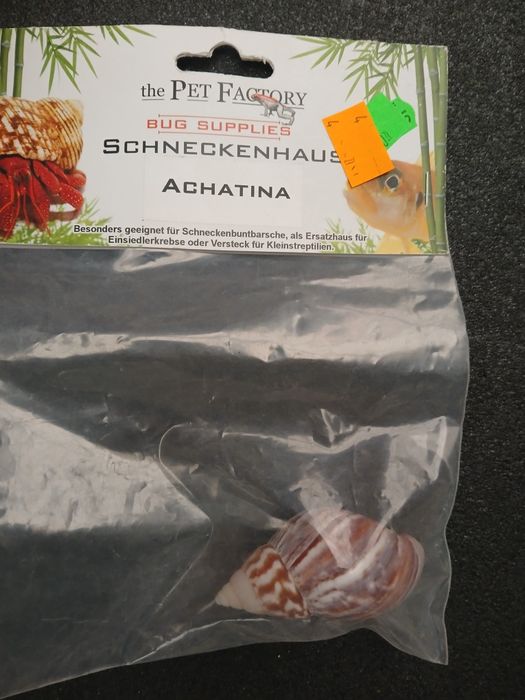 the PET FACTORY
BUG SUPPLIES
SCHNECKENHAUS
ACHATINA
Besonders geeignet für Schneckenbuntbarsche, als Ersatzhaus für
Einsiedlerkrebse oder Versteck für Kleinstreptilien.